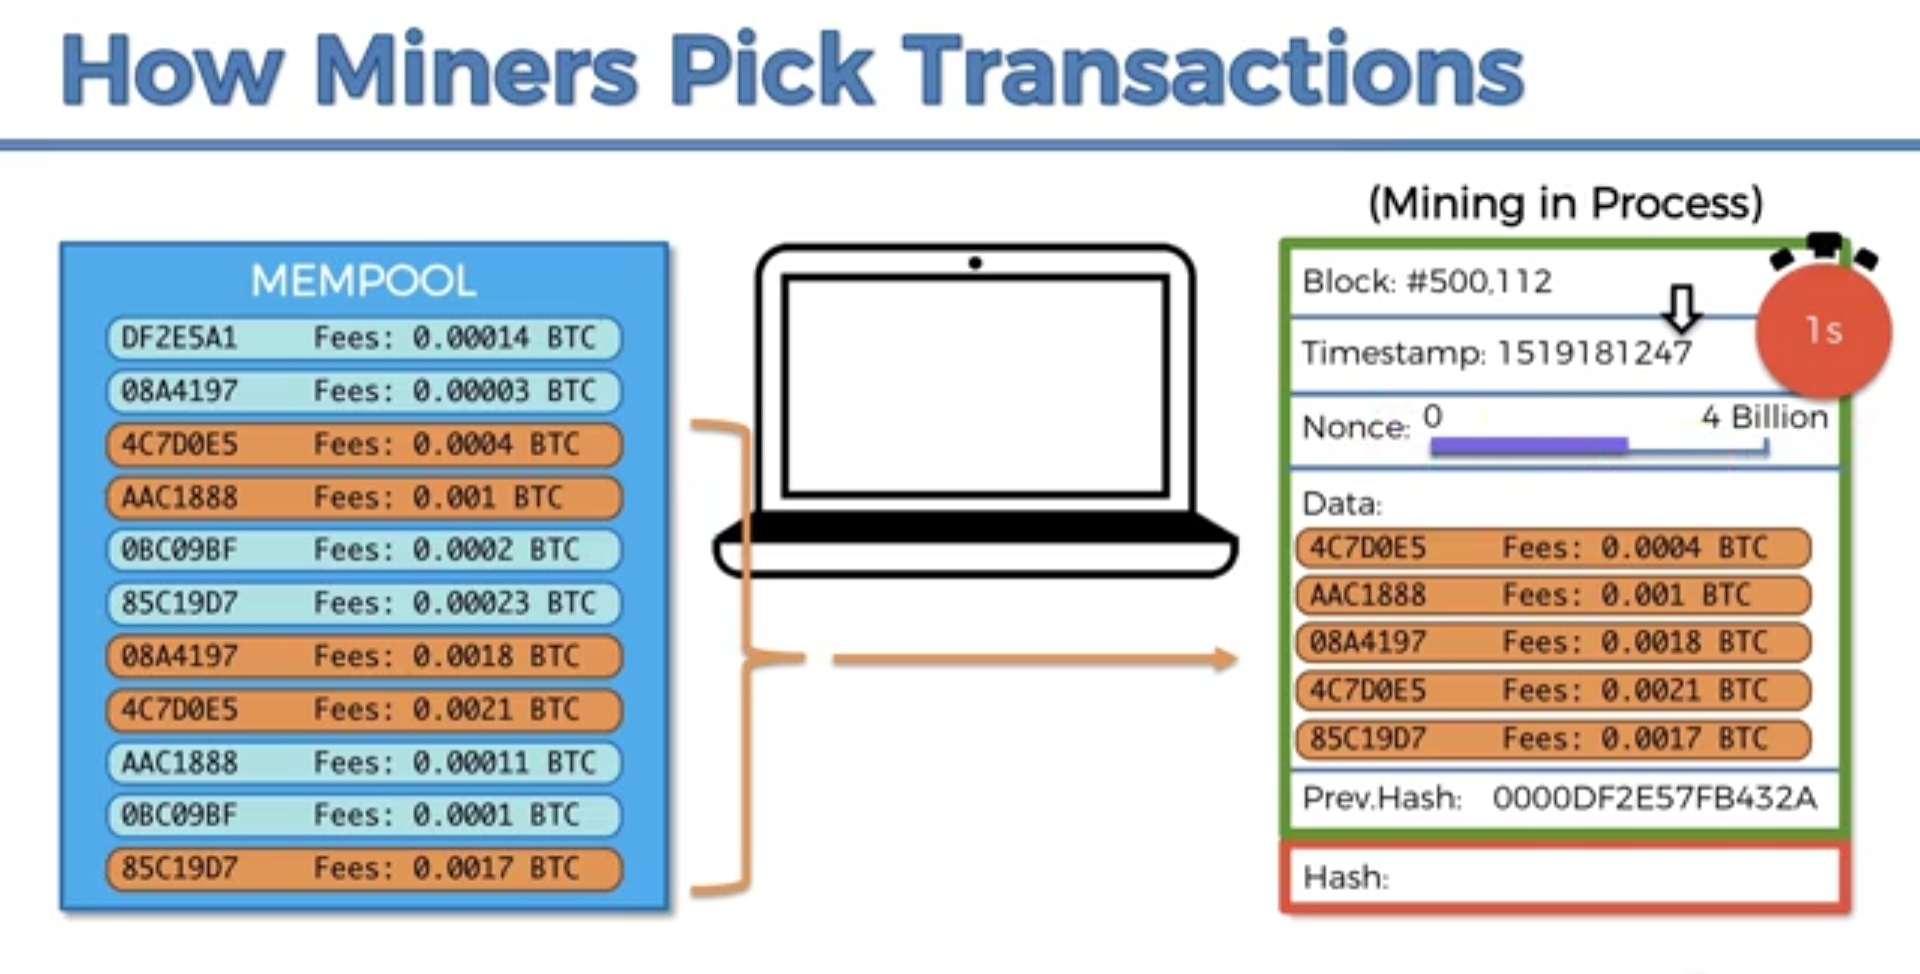 How Miners Pick Transactions
MEMPOOL
DF2E5A1 Fees: 0.00014 BTC
08A4197 Fees: 0.00003 BTC
4C7D0E5 Fees: 0.0004 BTC
AAC1888 Fees: 0.001 BTC
0BC09BF Fees: 0.0002 BTC
85C19D7 Fees: 0.00023 BTC
08A4197 Fees: 0.0018 BTC
4C7D0E5 Fees: 0.0021 BTC
AAC1888 Fees: 0.00011 BTC
0BC09BF Fees: 0.0001 BTC
85C19D7 Fees: 0.0017 BTC
(Mining in Process)
Block: #500,112
1s
Timestamp: 1519181247
Nonce: 0 4 Billion
Data:
4C7D0E5 Fees: 0.0004 BTC
AAC1888 Fees: 0.001 BTC
08A4197 Fees: 0.0018 BTC
4C7D0E5 Fees: 0.0021 BTC
85C19D7 Fees: 0.0017 BTC
Prev.Hash: 0000DF2E57FB432A
Hash: